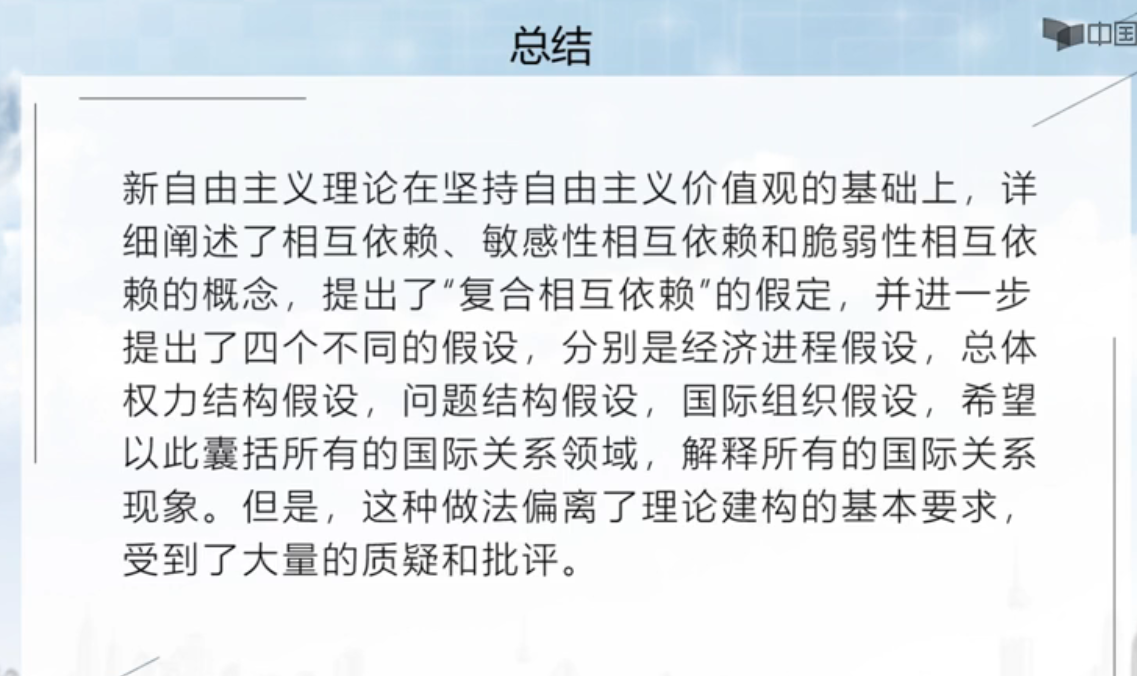 总结
中国
新自由主义理论在坚持自由主义价值观的基础上，详
细阐述了相互依赖、敏感性相互依赖和脆弱性相互依
赖的概念，提出了“复合相互依赖”的假定，并进一步
提出了四个不同的假设，分别是经济进程假设，总体
权力结构假设，问题结构假设，国际组织假设，希望
以此囊括所有的国际关系领域，解释所有的国际关系
现象。但是，这种做法偏离了理论建构的基本要求，
受到了大量的质疑和批评。